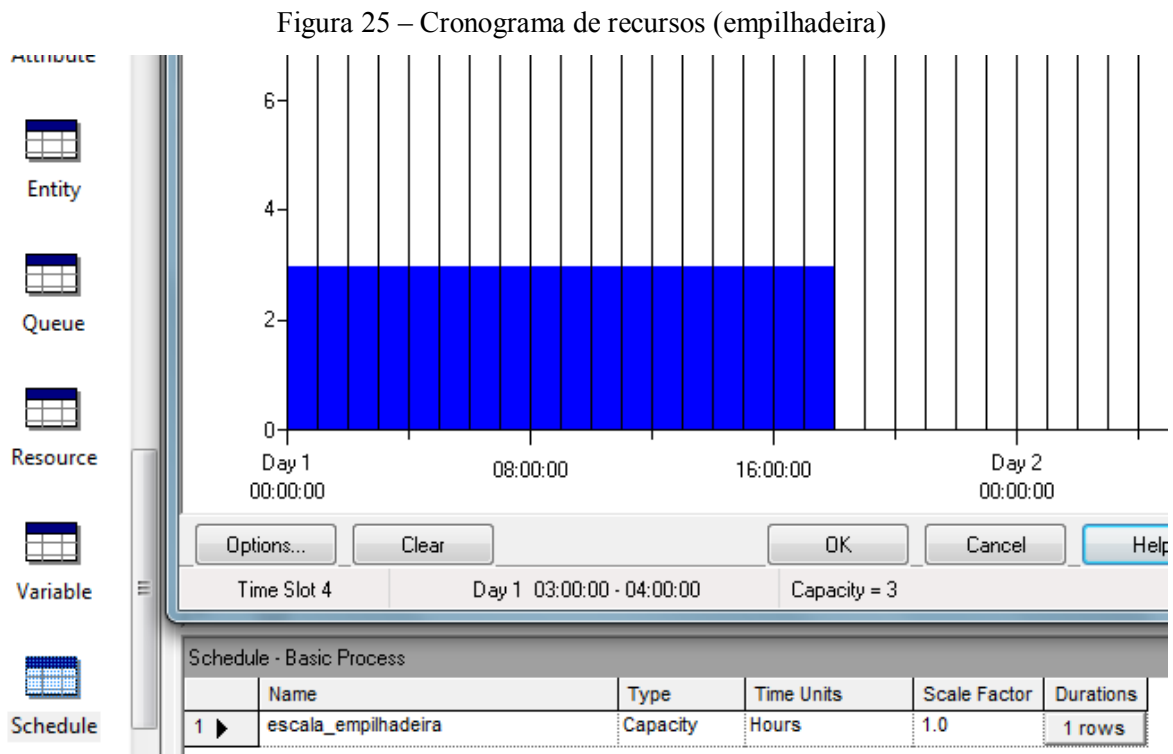 Figura 25 – Cronograma de recursos (empilhadeira)
Attribute
Entity
Queue
Resource
Variable
Schedule
6
4
2
0
Day 1
00:00:00
08:00:00
16:00:00
Day 2
00:00:00
Options... Clear OK Cancel Help
Time Slot 4 Day 1 03:00:00 - 04:00:00 Capacity = 3
Schedule - Basic Process
Name Type Time Units Scale Factor Durations
1 escala_empilhadeira Capacity Hours 1.0 1 rows